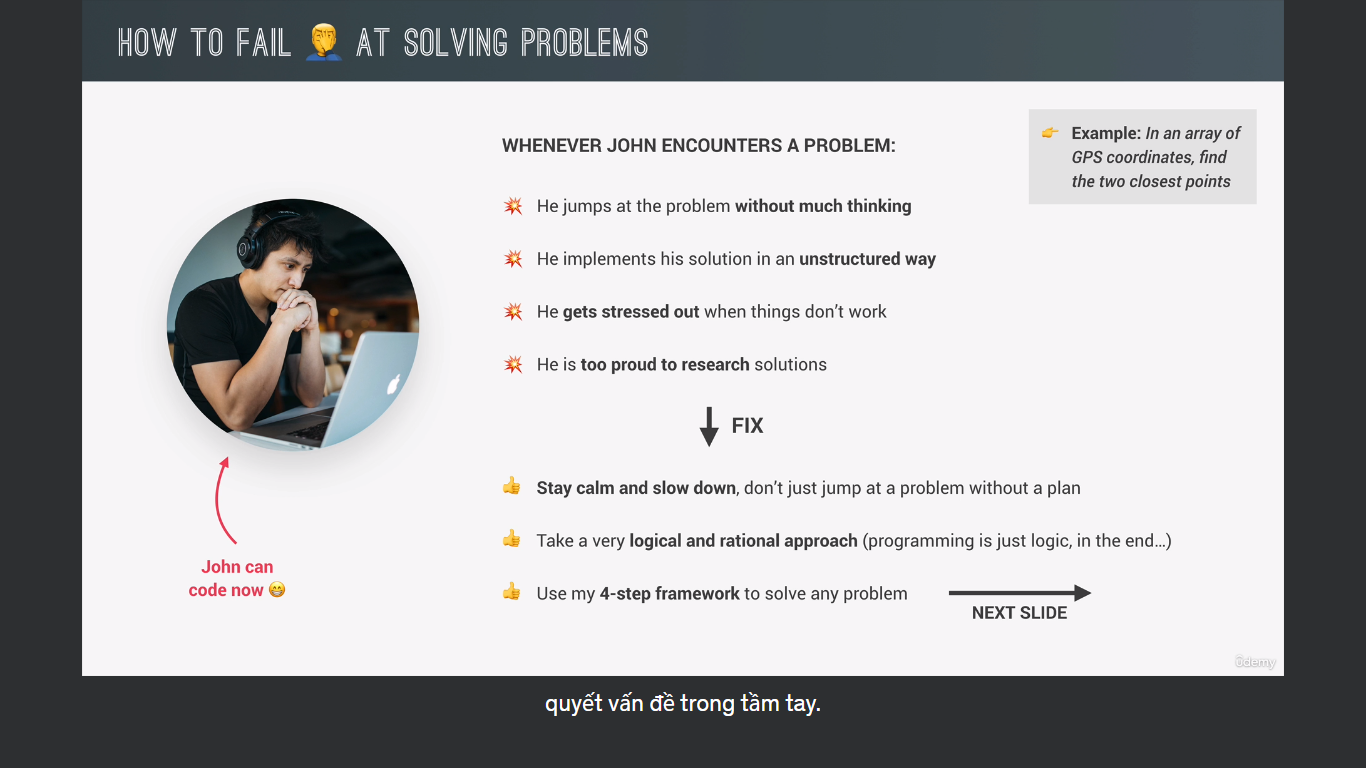 HOW TO FAIL 🤦‍♂️ AT SOLVING PROBLEMS
WHENEVER JOHN ENCOUNTERS A PROBLEM:
👉 Example: In an array of
GPS coordinates, find
the two closest points
💥 He jumps at the problem without much thinking
💥 He implements his solution in an unstructured way
💥 He gets stressed out when things don’t work
💥 He is too proud to research solutions
FIX
👍 Stay calm and slow down, don’t just jump at a problem without a plan
👍 Take a very logical and rational approach (programming is just logic, in the end…)
👍 Use my 4-step framework to solve any problem
NEXT SLIDE
John can
code now 😁
ûdemy
quyết vấn đề trong tầm tay.